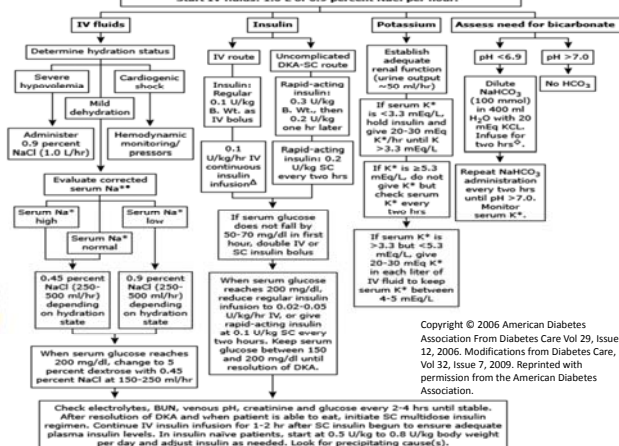 IV fluids
Determine hydration status
Severe
hypovolemia
Mild
dehydration
Cardiogenic
shock
Administer
0.9 percent
NaCl (1.0 L/hr)
Hemodynamic
monitoring/
pressors
Evaluate corrected
serum Na**
Serum Na*
high
Serum Na*
normal
Serum Na*
low
0.45 percent
NaCl (250-
500 ml/hr)
depending
on hydration
state
0.9 percent
NaCl (250-
500 ml/hr)
depending
on hydration
state
When serum glucose reaches
200 mg/dl, change to 5
percent dextrose with 0.45
percent NaCl at 150-250 ml/hr
Insulin
IV route
Insulin:
Regular
0.1 U/kg
B. Wt. as
IV bolus
0.1
U/kg/hr IV
continuous
insulin
infusionΔ
Uncomplicated
DKA-SC route
Rapid-acting
insulin:
0.3 U/kg
B. Wt, then
0.2 U/kg
one hr later
Rapid-acting
insulin: 0.2
U/kg SC
every two hrs
If serum glucose
does not fall by
50-70 mg/dl in first
hour, double IV or
SC insulin bolus
When serum glucose
reaches 200 mg/dl,
reduce regular insulin
infusion to 0.02-0.05
U/kg/hr IV, or give
rapid-acting insulin
at 0.1 U/kg SC every
two hours. Keep serum
glucose between 150
and 200 mg/dl until
resolution of DKA.
Potassium
Establish
adequate
renal function
(urine output
~50 ml/hr)
If serum K*
is <3.3 mEq/L,
hold insulin and
give 20-30 mEq
K*/hr until K
>3.3 mEq/L
If K* is ≥5.3
mEq/L, do not
give K* but
check serum
K* every
two hrs
If serum K* is
>3.3 but <5.3
mEq/L, give
20-30 mEq K*
in each liter of
IV fluid to keep
serum K* between
4-5 mEq/L
Assess need for bicarbonate
pH <6.9
Dilute
NaHCO3
(100 mmol)
in 400 ml
H2O with 20
mEq KCL.
Infuse for
two hrs◊.
Repeat NaHCO3
administration
every two hrs
until pH >7.0.
Monitor
serum K*.
pH >7.0
No HCO3
Copyright © 2006 American Diabetes
Association From Diabetes Care Vol 29, Issue
12, 2006. Modifications from Diabetes Care,
Vol 32, Issue 7, 2009. Reprinted with
permission from the American Diabetes
Association.
Check electrolytes, BUN, venous pH, creatinine and glucose every 2-4 hrs until stable.
After resolution of DKA and when patient is able to eat, initiate SC multidose insulin
regimen. Continue IV insulin infusion for 1-2 hr after SC insulin begun to ensure adequate
plasma insulin levels. In insulin naive patients, start at 0.5 U/kg to 0.8 U/kg body weight
per day and adjust insulin as needed. Look for precipitating cause(s).